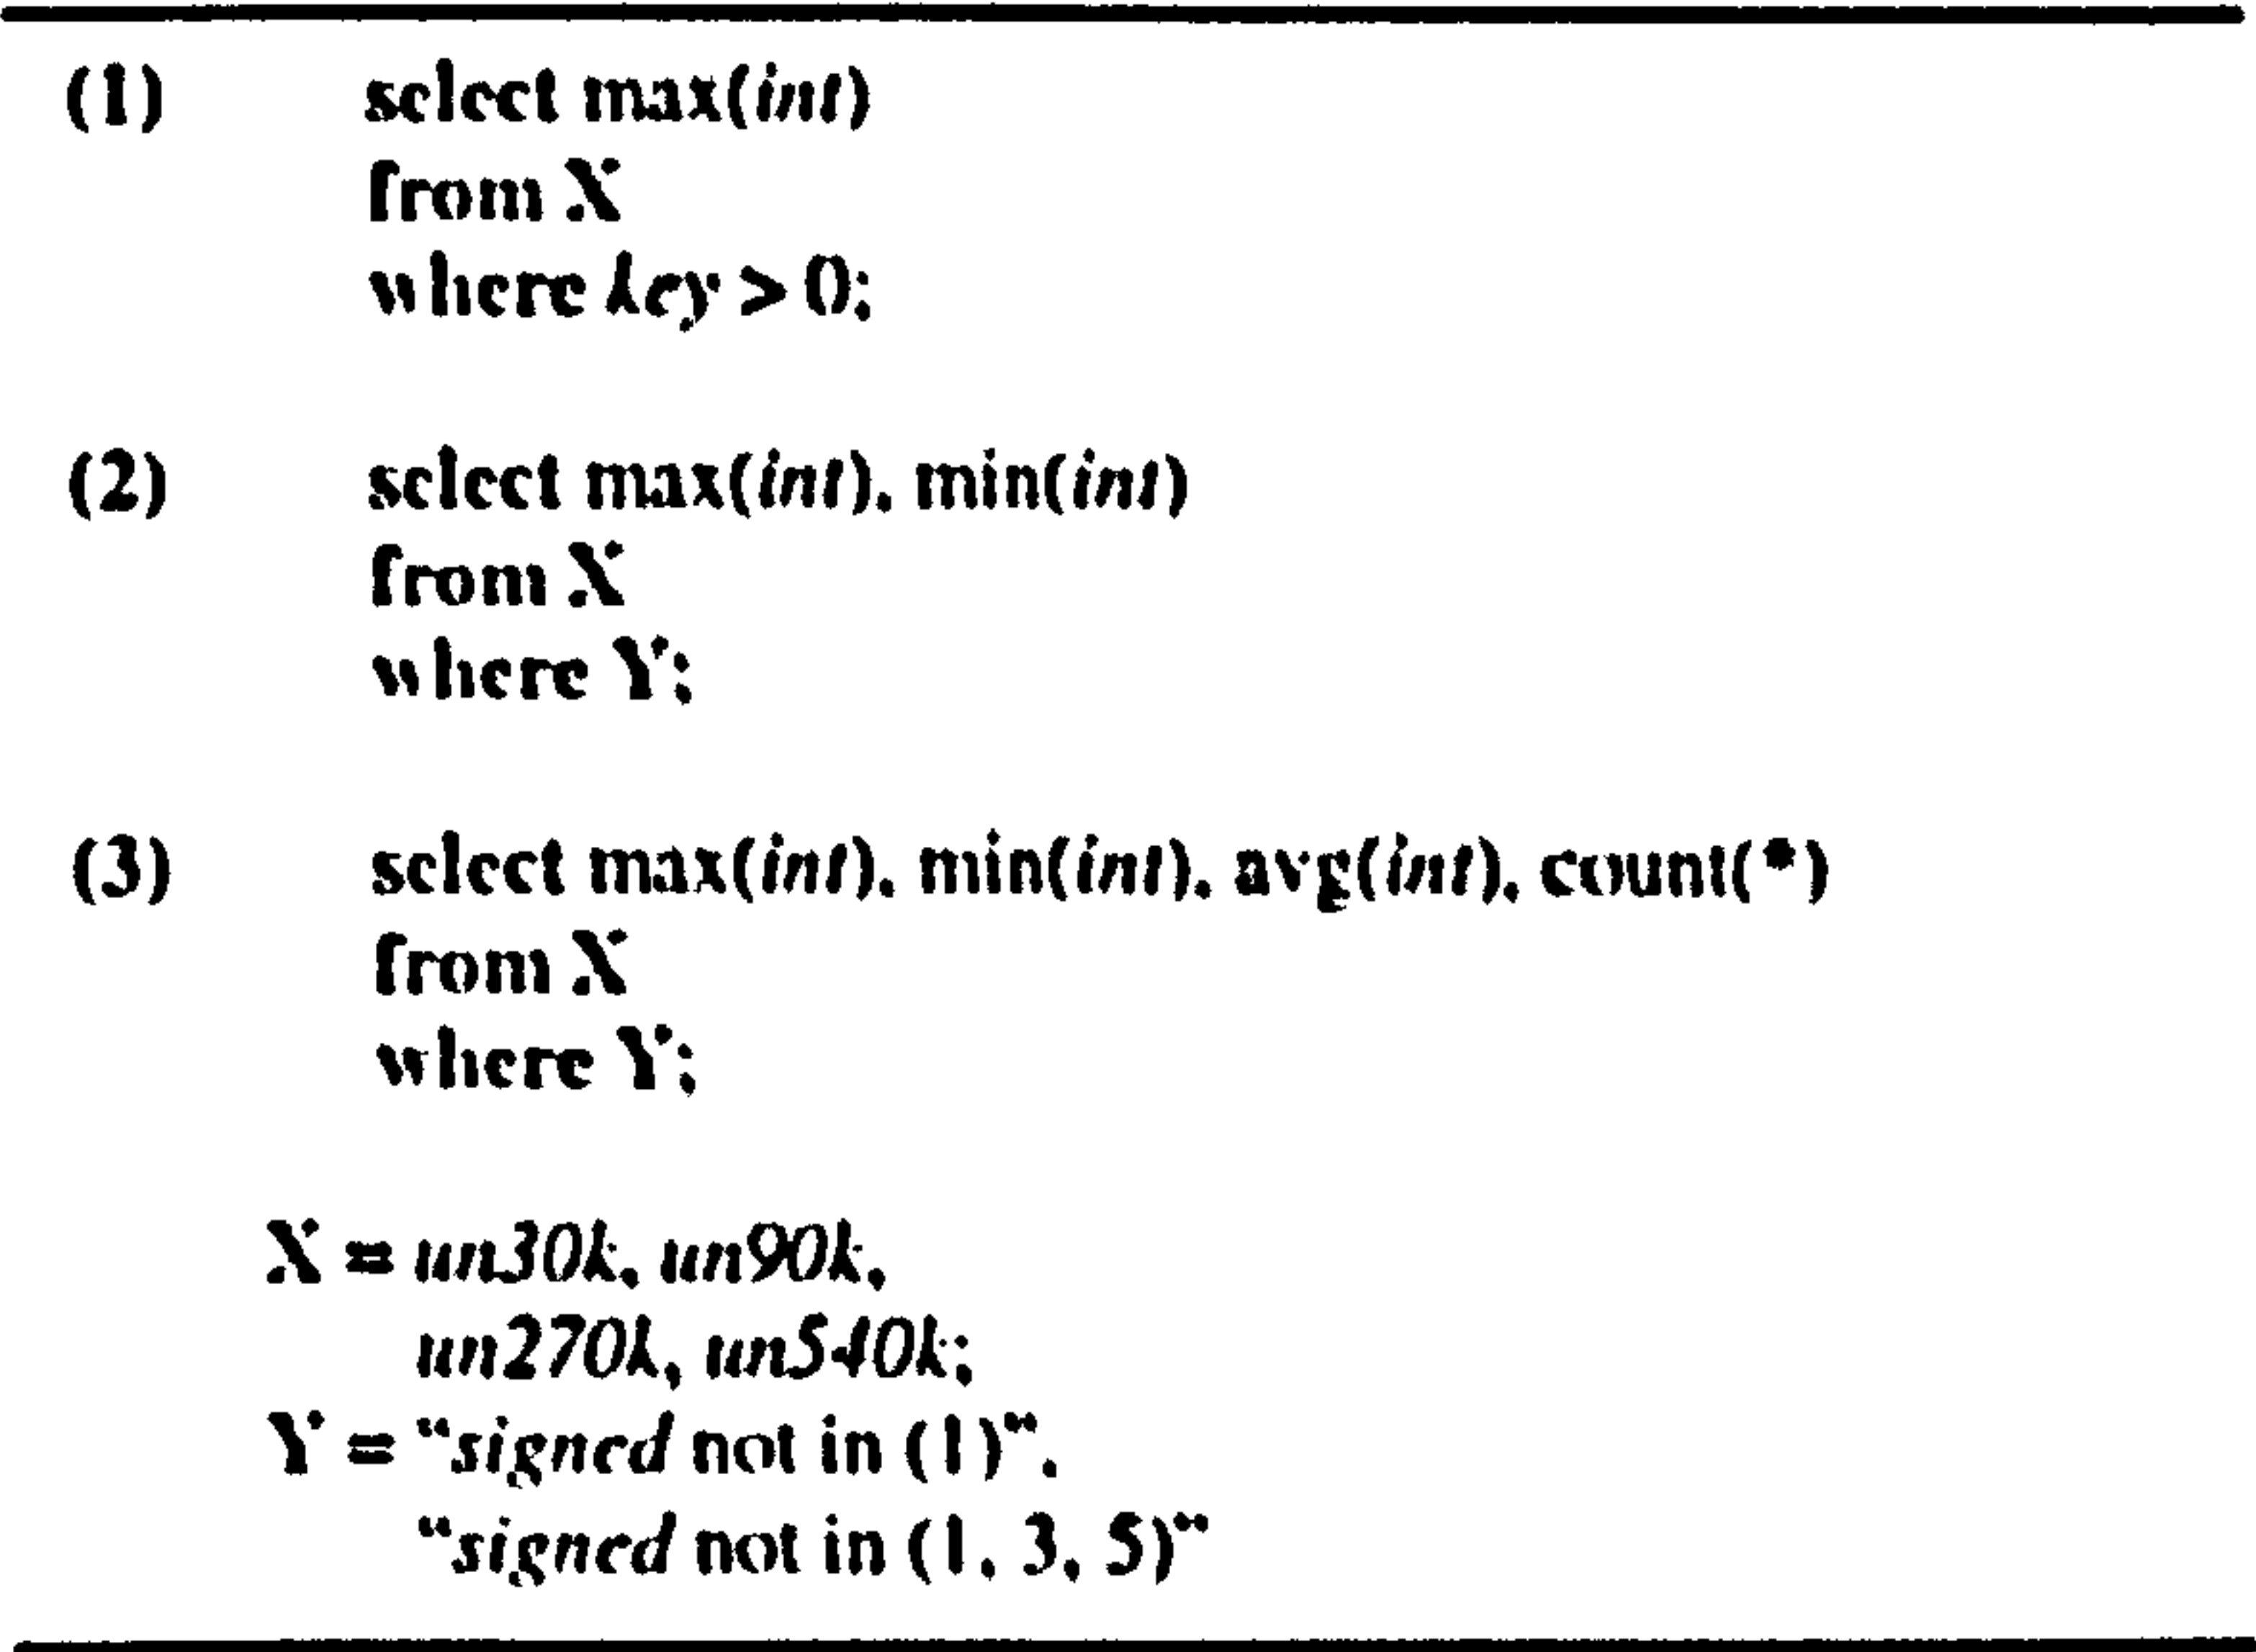 (1) select max(int)
from X
where key > 0;
(2) select max(int), min(int)
from X
where Y;
(3) select max(int), min(int), avg(int), count(*)
from X
where Y;
X = un30k, un90k,
un270k, un540k;
Y = "signed not in (1)",
"signed not in (1, 3, 5)"